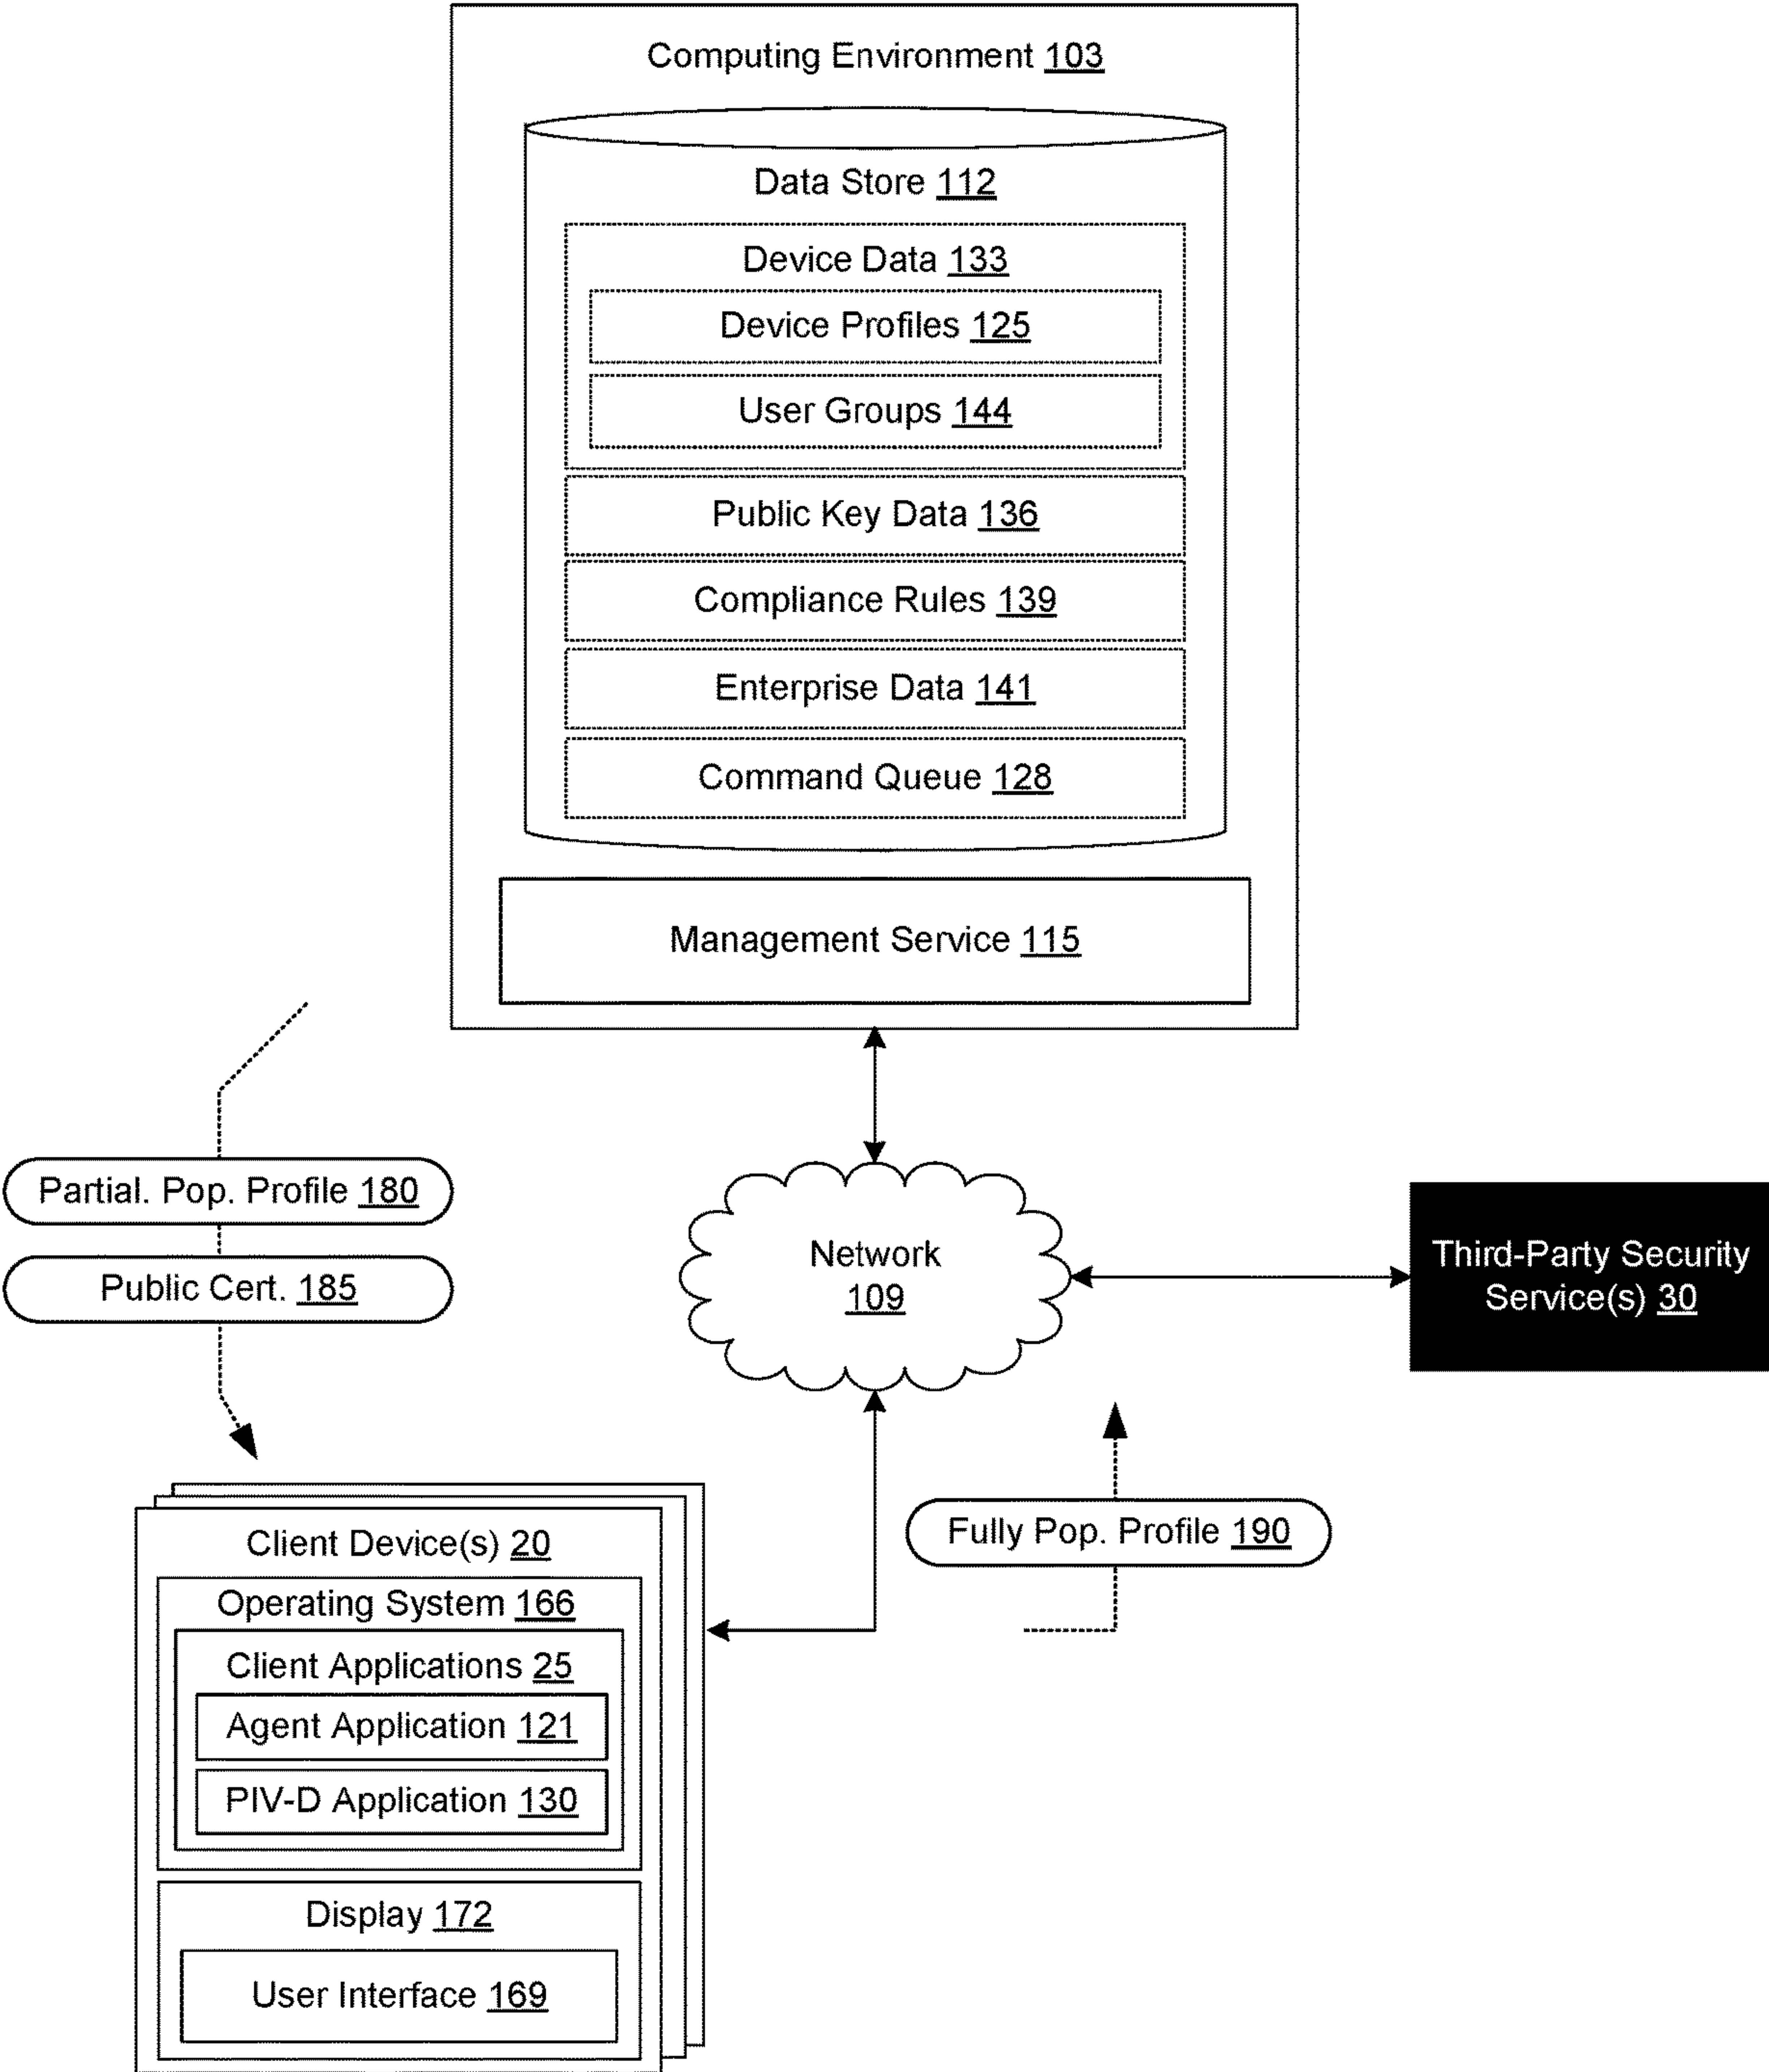 Computing Environment 103
Data Store 112
Device Data 133
Device Profiles 125
User Groups 144
Public Key Data 136
Compliance Rules 139
Enterprise Data 141
Command Queue 128
Management Service 115
Partial. Pop. Profile 180
Public Cert. 185
Network
109
Third-Party Security
Service(s) 30
Fully Pop. Profile 190
Client Device(s) 20
Operating System 166
Client Applications 25
Agent Application 121
PIV-D Application 130
Display 172
User Interface 169